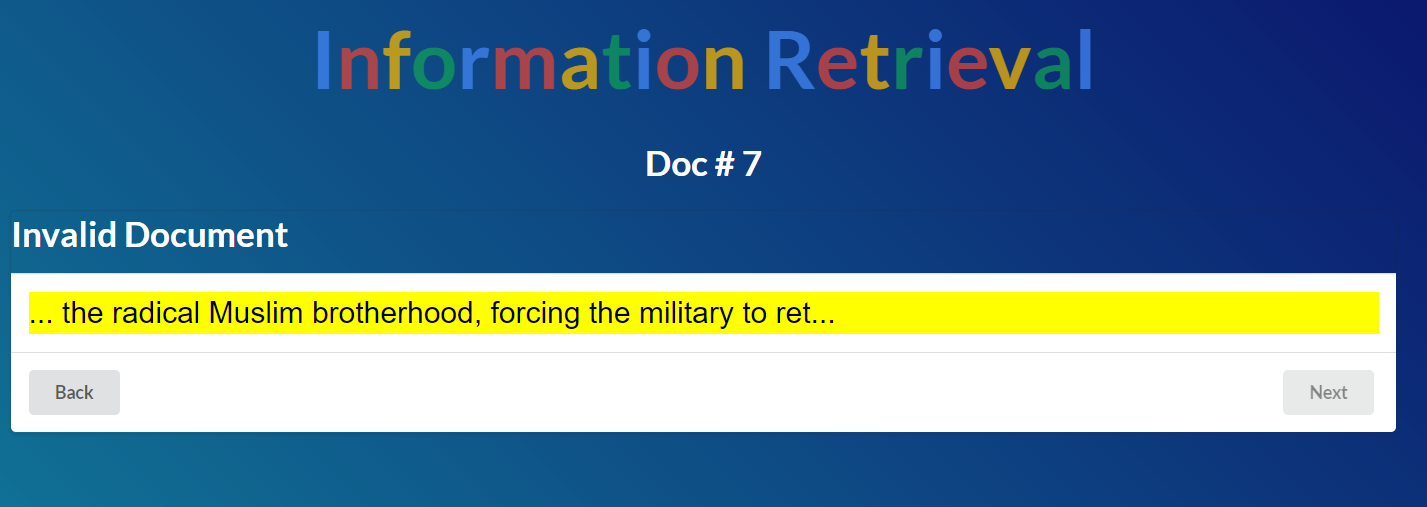 Information Retrieval
Doc # 7
Invalid Document
... the radical Muslim brotherhood, forcing the military to ret...
Back
Next